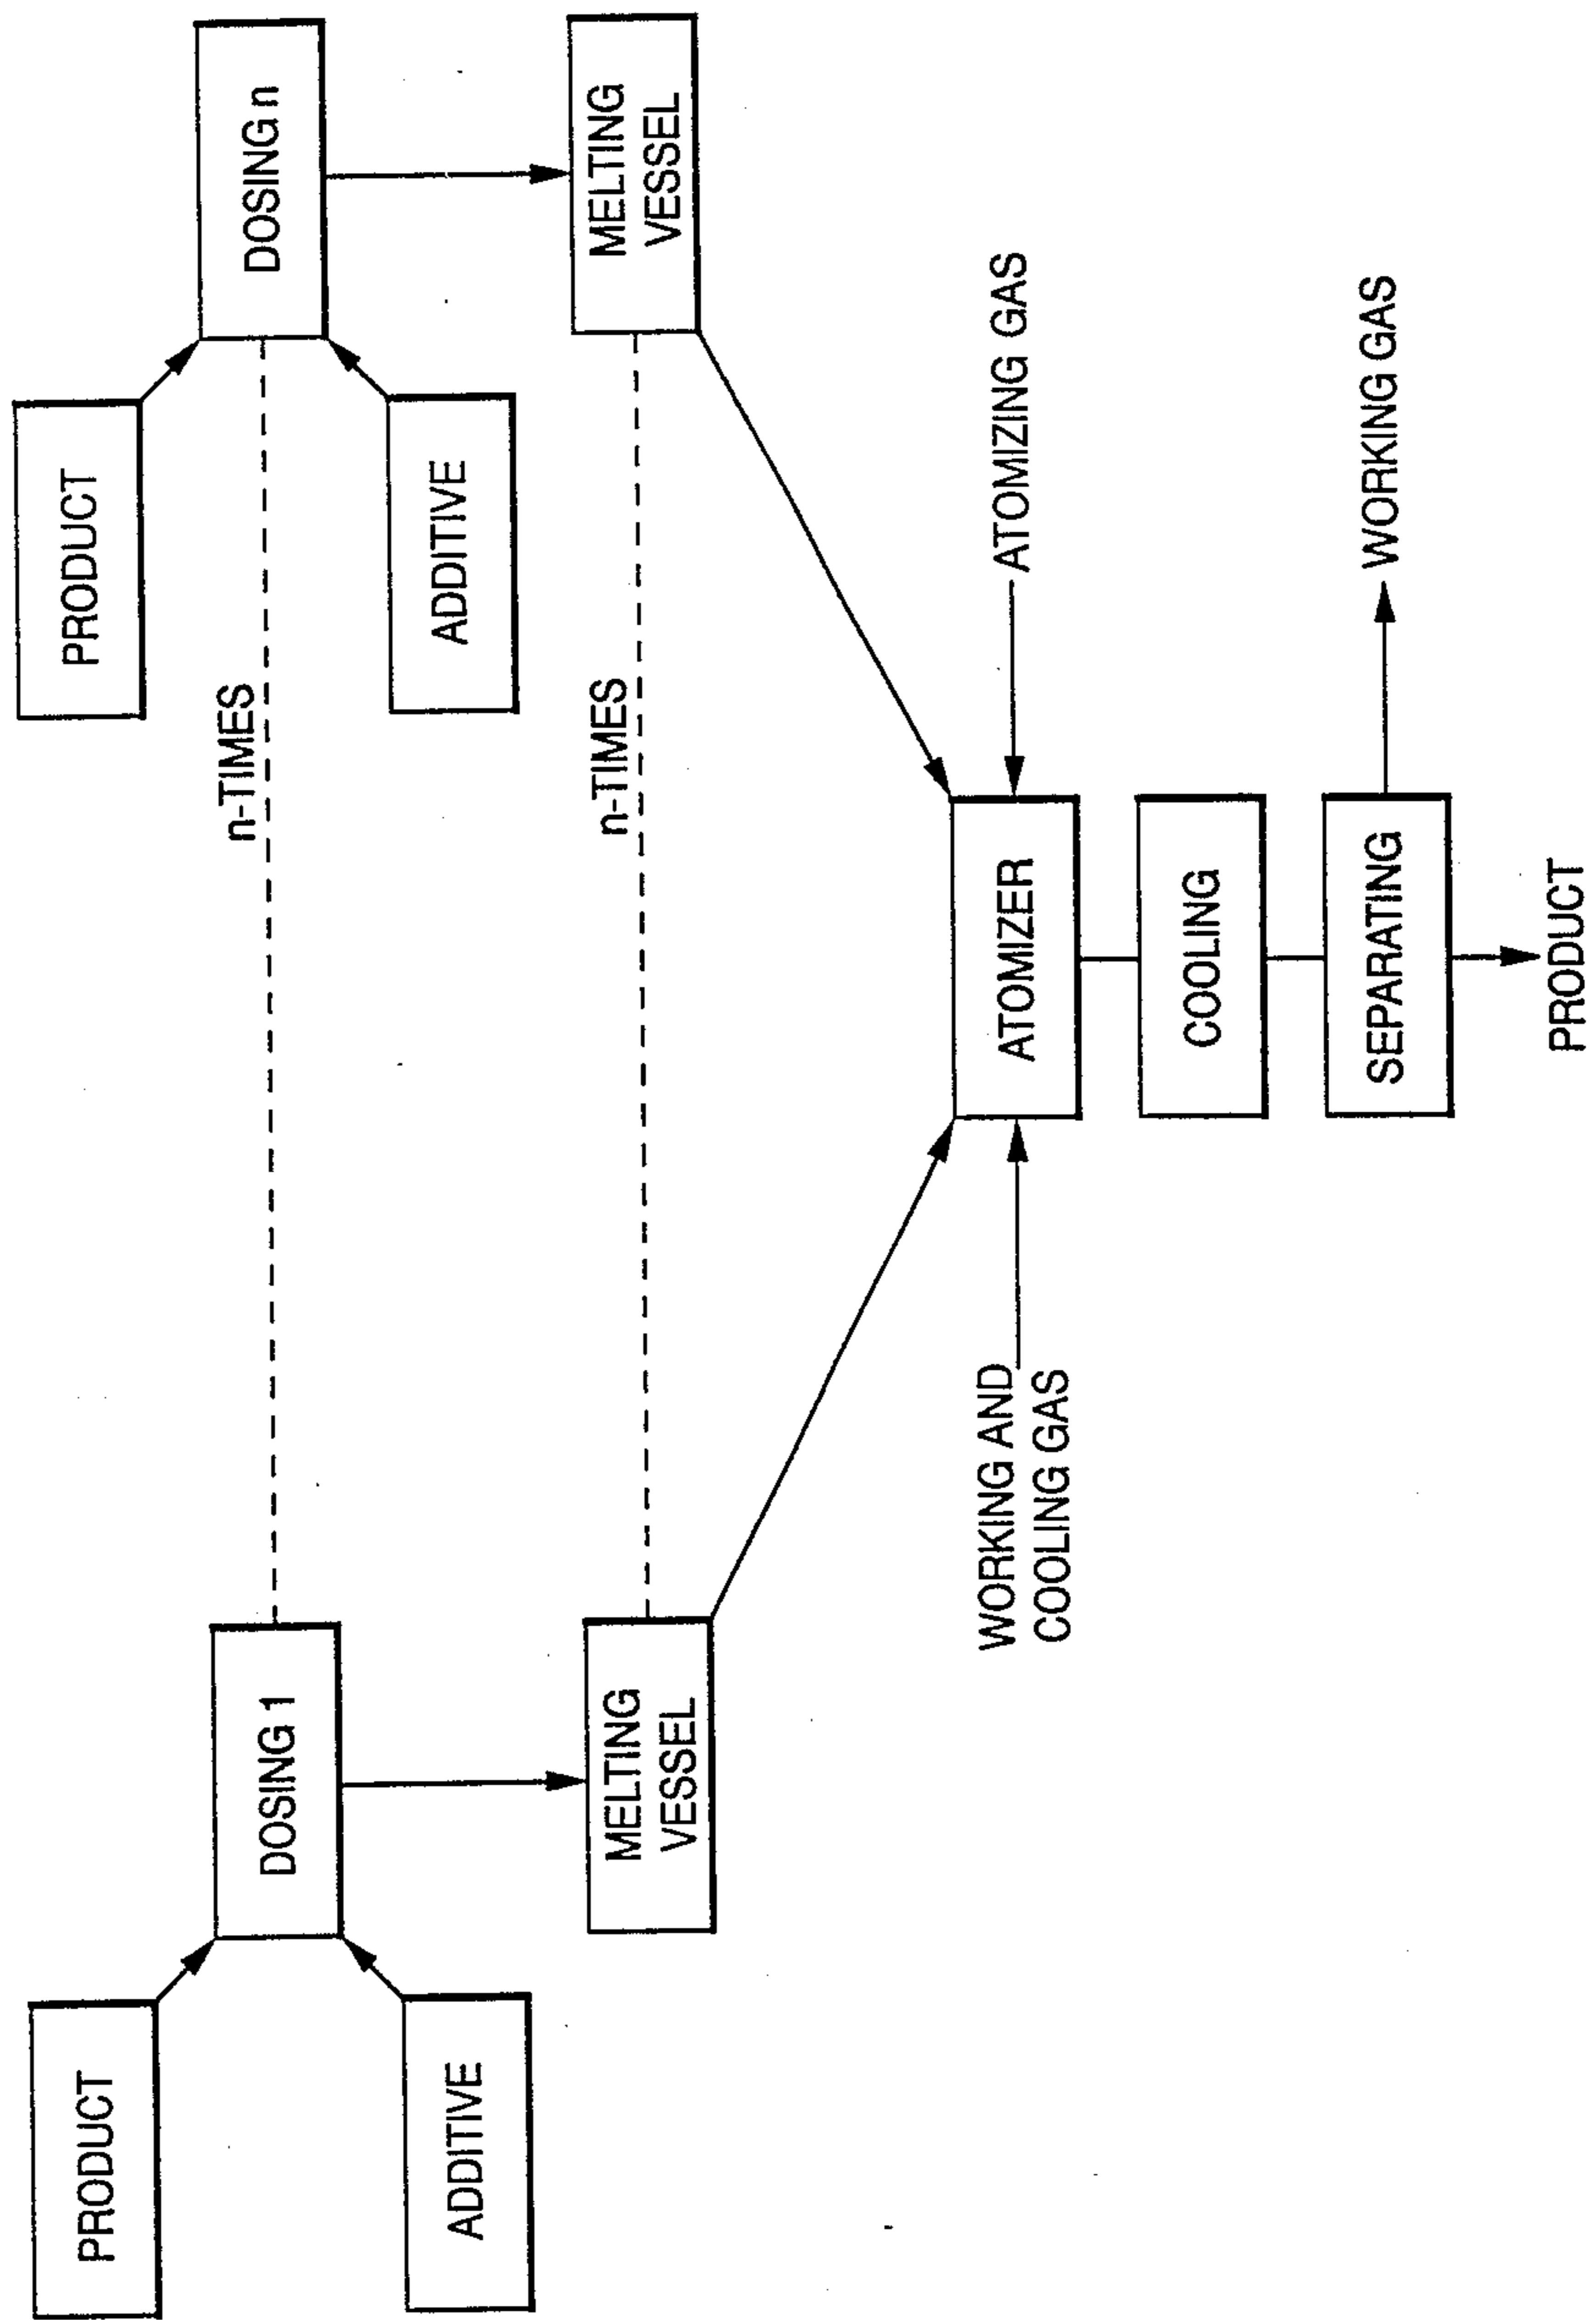 PRODUCT
ADDITIVE
DOSING 1
n-TIMES
PRODUCT
ADDITIVE
DOSING n
MELTING
VESSEL
n-TIMES
MELTING
VESSEL
WORKING AND
COOLING GAS
ATOMIZER
ATOMIZING GAS
COOLING
SEPARATING
WORKING GAS
PRODUCT